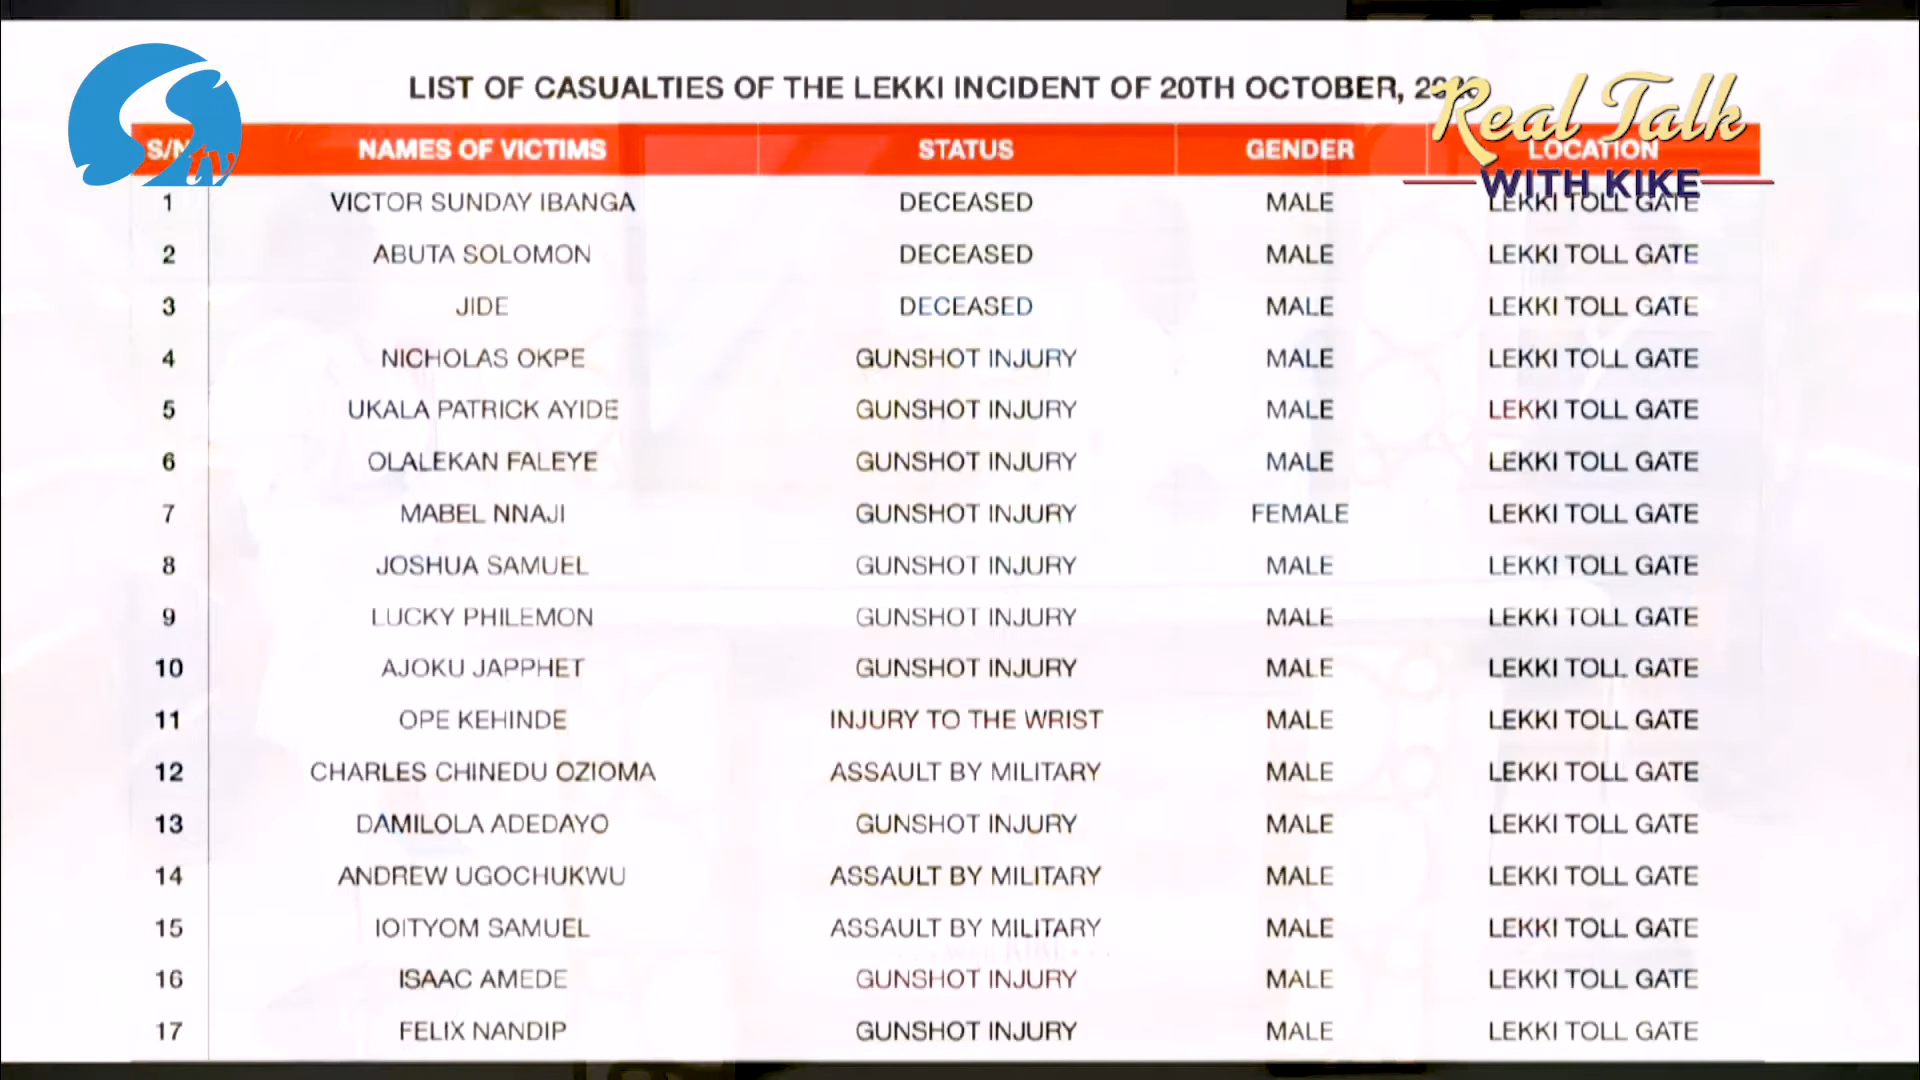 LIST OF CASUALTIES OF THE LEKKI INCIDENT OF 20TH OCTOBER,
Stv
Real Talk
WITH KIKE
S/N NAMES OF VICTIMS STATUS GENDER LOCATION
1 VICTOR SUNDAY IBANGA DECEASED MALE LEKKI TOLL GATE
2 ABUTA SOLOMON DECEASED MALE LEKKI TOLL GATE
3 JIDE DECEASED MALE LEKKI TOLL GATE
4 NICHOLAS OKPE GUNSHOT INJURY MALE LEKKI TOLL GATE
5 UKALA PATRICK AYIDE GUNSHOT INJURY MALE LEKKI TOLL GATE
6 OLALEKAN FALEYE GUNSHOT INJURY MALE LEKKI TOLL GATE
7 MABEL NNAJI GUNSHOT INJURY FEMALE LEKKI TOLL GATE
8 JOSHUA SAMUEL GUNSHOT INJURY MALE LEKKI TOLL GATE
9 LUCKY PHILEMON GUNSHOT INJURY MALE LEKKI TOLL GATE
10 AJOKU JAPPHET GUNSHOT INJURY MALE LEKKI TOLL GATE
11 OPE KEHINDE INJURY TO THE WRIST MALE LEKKI TOLL GATE
12 CHARLES CHINEDU OZIOMA ASSAULT BY MILITARY MALE LEKKI TOLL GATE
13 DAMILOLA ADEDAYO GUNSHOT INJURY MALE LEKKI TOLL GATE
14 ANDREW UGOCHUKWU ASSAULT BY MILITARY MALE LEKKI TOLL GATE
15 IOITYOM SAMUEL ASSAULT BY MILITARY MALE LEKKI TOLL GATE
16 ISAAC AMEDE GUNSHOT INJURY MALE LEKKI TOLL GATE
17 FELIX NANDIP GUNSHOT INJURY MALE LEKKI TOLL GATE